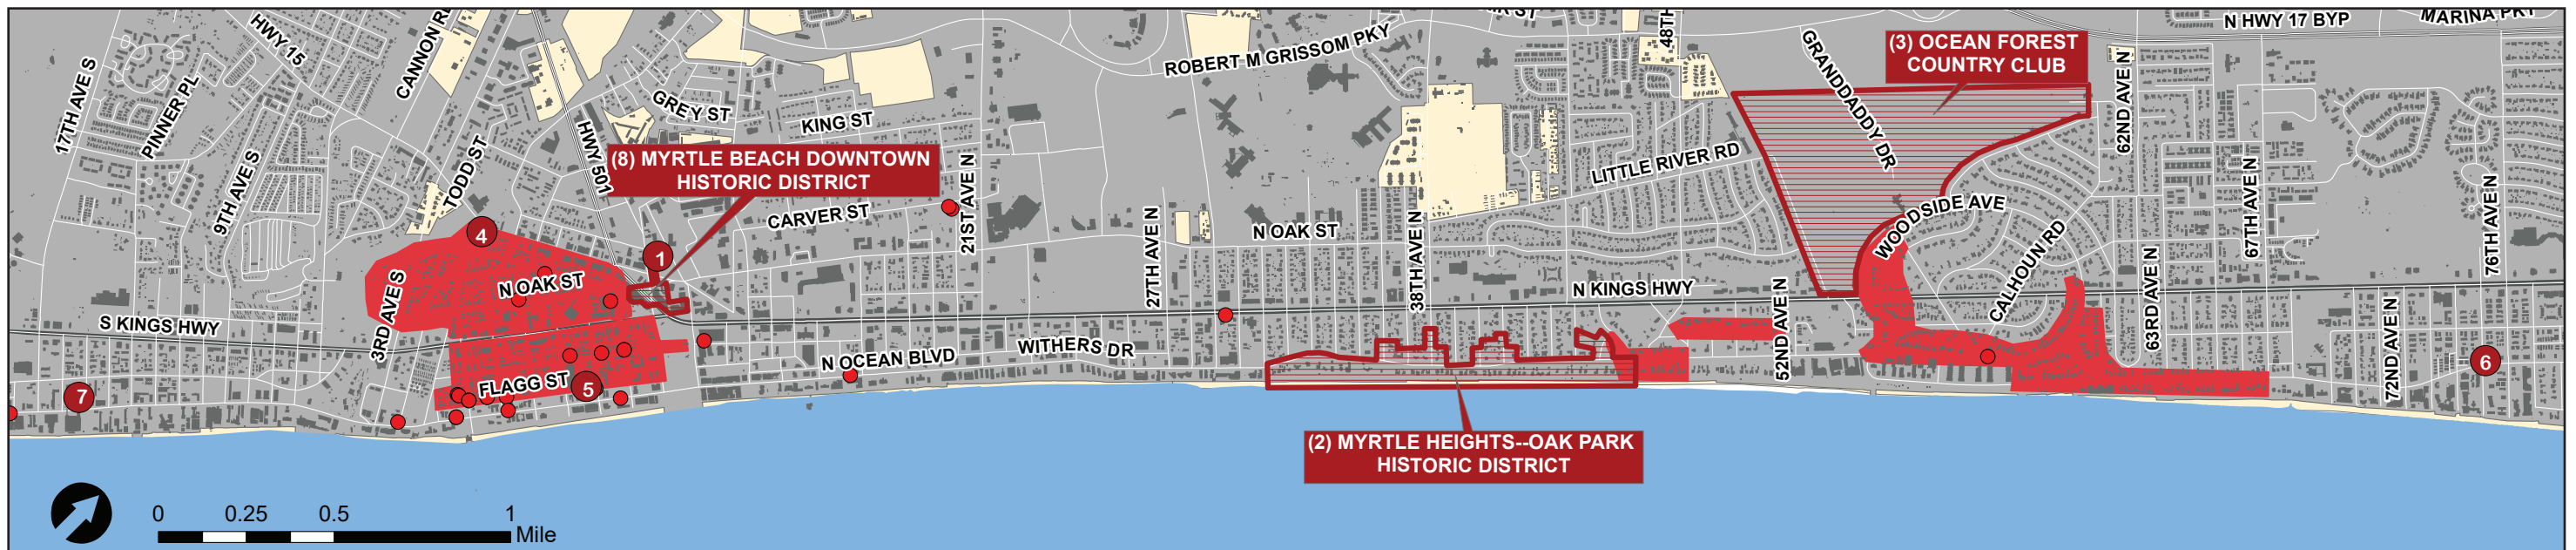 HWY 15
CANNON RD
48TH
N HWY 17 BYP
MARINA PKY
17TH AVE S
PINNER PL
ROBERT M GRISSOM PKY
GRANDDADDY DR
(3) OCEAN FOREST
COUNTRY CLUB
62ND AVE N
GREY ST
KING ST
HWY 501
TODD ST
9TH AVE S
(8) MYRTLE BEACH DOWNTOWN
HISTORIC DISTRICT
LITTLE RIVER RD
67TH AVE N
76TH AVE N
CARVER ST
21ST AVE N
27TH AVE N
N OAK ST
38TH AVE N
WOODSIDE AVE
CALHOUN RD
63RD AVE N
4
1
N OAK ST
3RD AVE S
S KINGS HWY
N KINGS HWY
52ND AVE N
72ND AVE N
N OCEAN BLVD
WITHERS DR
FLAGG ST
5
7
6
(2) MYRTLE HEIGHTS--OAK PARK
HISTORIC DISTRICT
0 0.25 0.5 1
Mile